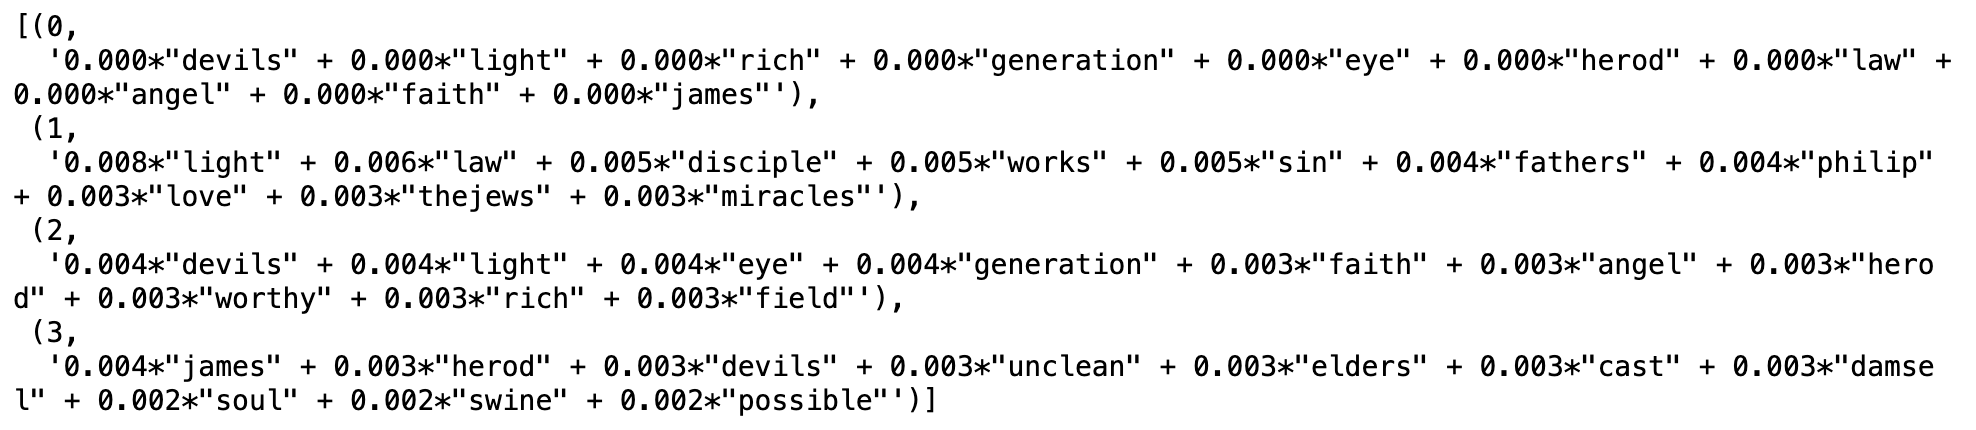 [(0,
'0.000*"devils" + 0.000*"light" + 0.000*"rich" + 0.000*"generation" + 0.000*"eye" + 0.000*"herod" + 0.000*"law" +
0.000*"angel" + 0.000*"faith" + 0.000*"james"'),
(1,
'0.008*"light" + 0.006*"law" + 0.005*"disciple" + 0.005*"works" + 0.005*"sin" + 0.004*"fathers" + 0.004*"philip"
+ 0.003*"love" + 0.003*"thejews" + 0.003*"miracles"'),
(2,
'0.004*"devils" + 0.004*"light" + 0.004*"eye" + 0.004*"generation" + 0.003*"faith" + 0.003*"angel" + 0.003*"hero
d" + 0.003*"worthy" + 0.003*"rich" + 0.003*"field"'),
(3,
'0.004*"james" + 0.003*"herod" + 0.003*"devils" + 0.003*"unclean" + 0.003*"elders" + 0.003*"cast" + 0.003*"damse
l" + 0.002*"soul" + 0.002*"swine" + 0.002*"possible"')]